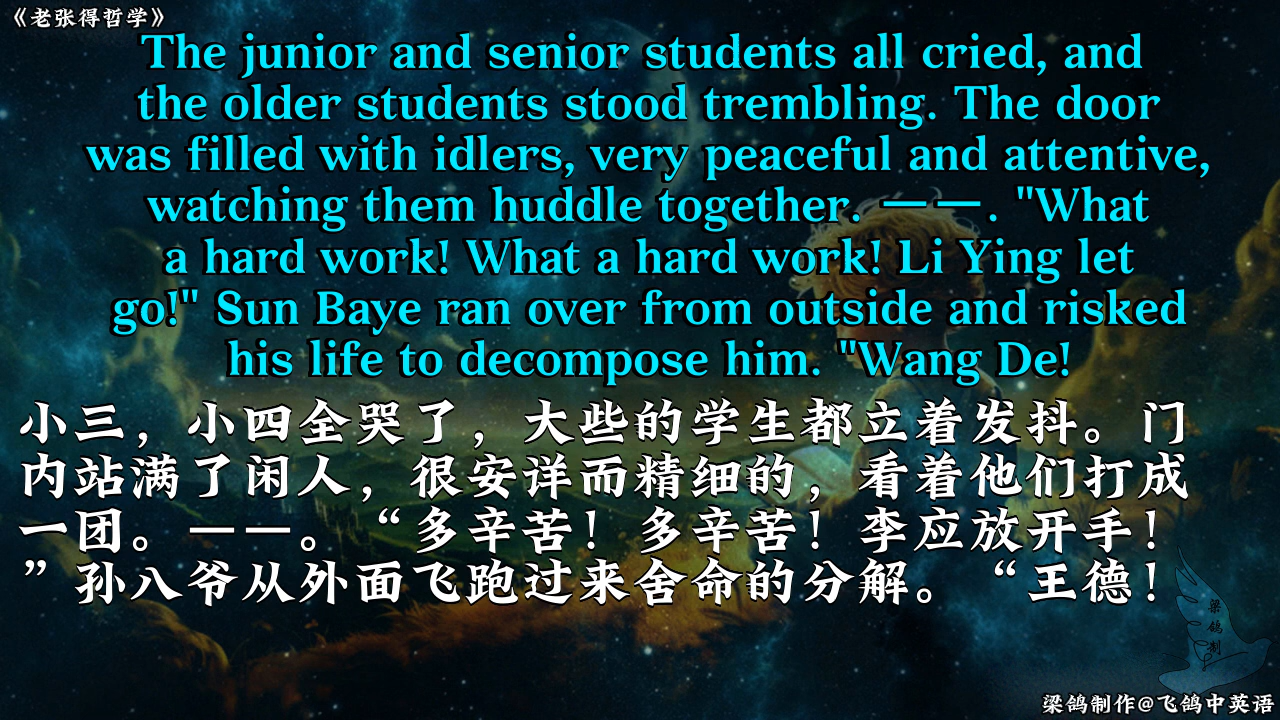 《老张得哲学》
The junior and senior students all cried, and
the older students stood trembling. The door
was filled with idlers, very peaceful and attentive,
watching them huddle together. ——. "What
a hard work! What a hard work! Li Ying let
go!" Sun Baye ran over from outside and risked
his life to decompose him. "Wang De!
小三，小四全哭了，大些的学生都立着发抖。门
内站满了闲人，很安详而精细的，看着他们打成
一团。——。“多辛苦！多辛苦！李应放开手！
”孙八爷从外面飞跑过来舍命的分解。“王德！
梁鸽制
梁鸽制作@飞鸽中英语